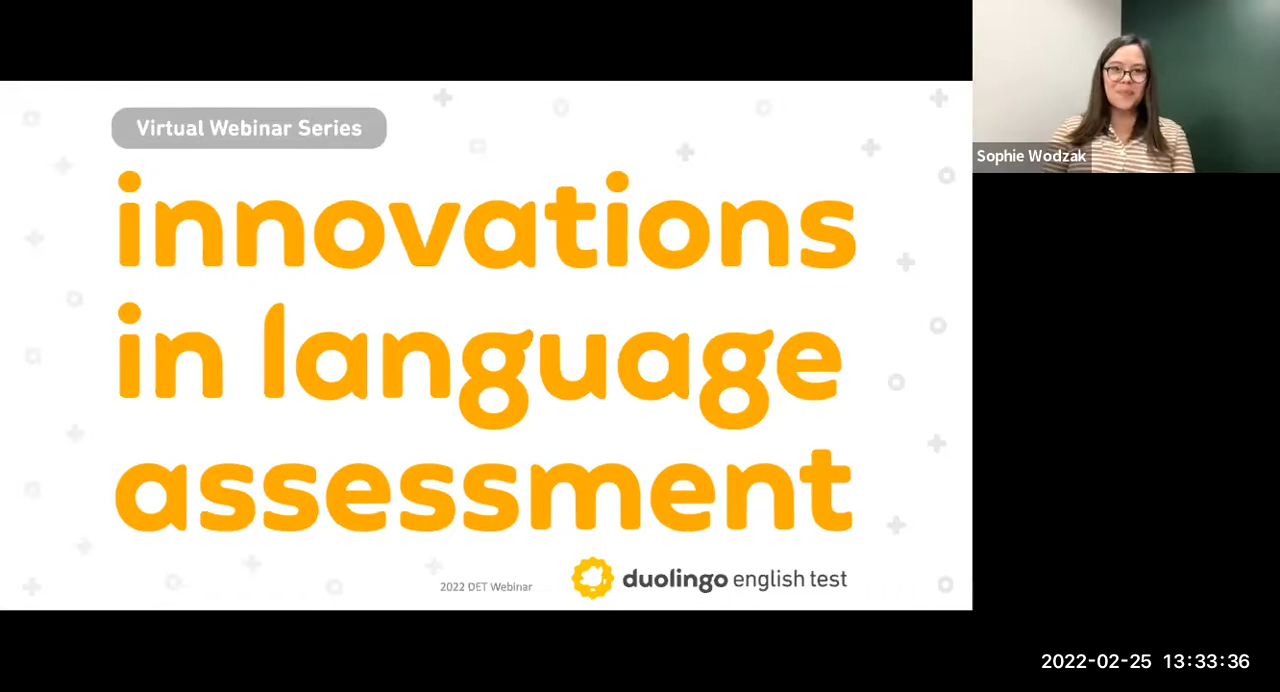 Virtual Webinar Series
innovations
in language
assessment
2022 DET Webinar
duolingo english test
Sophie Wodzak
2022-02-25 13:33:36